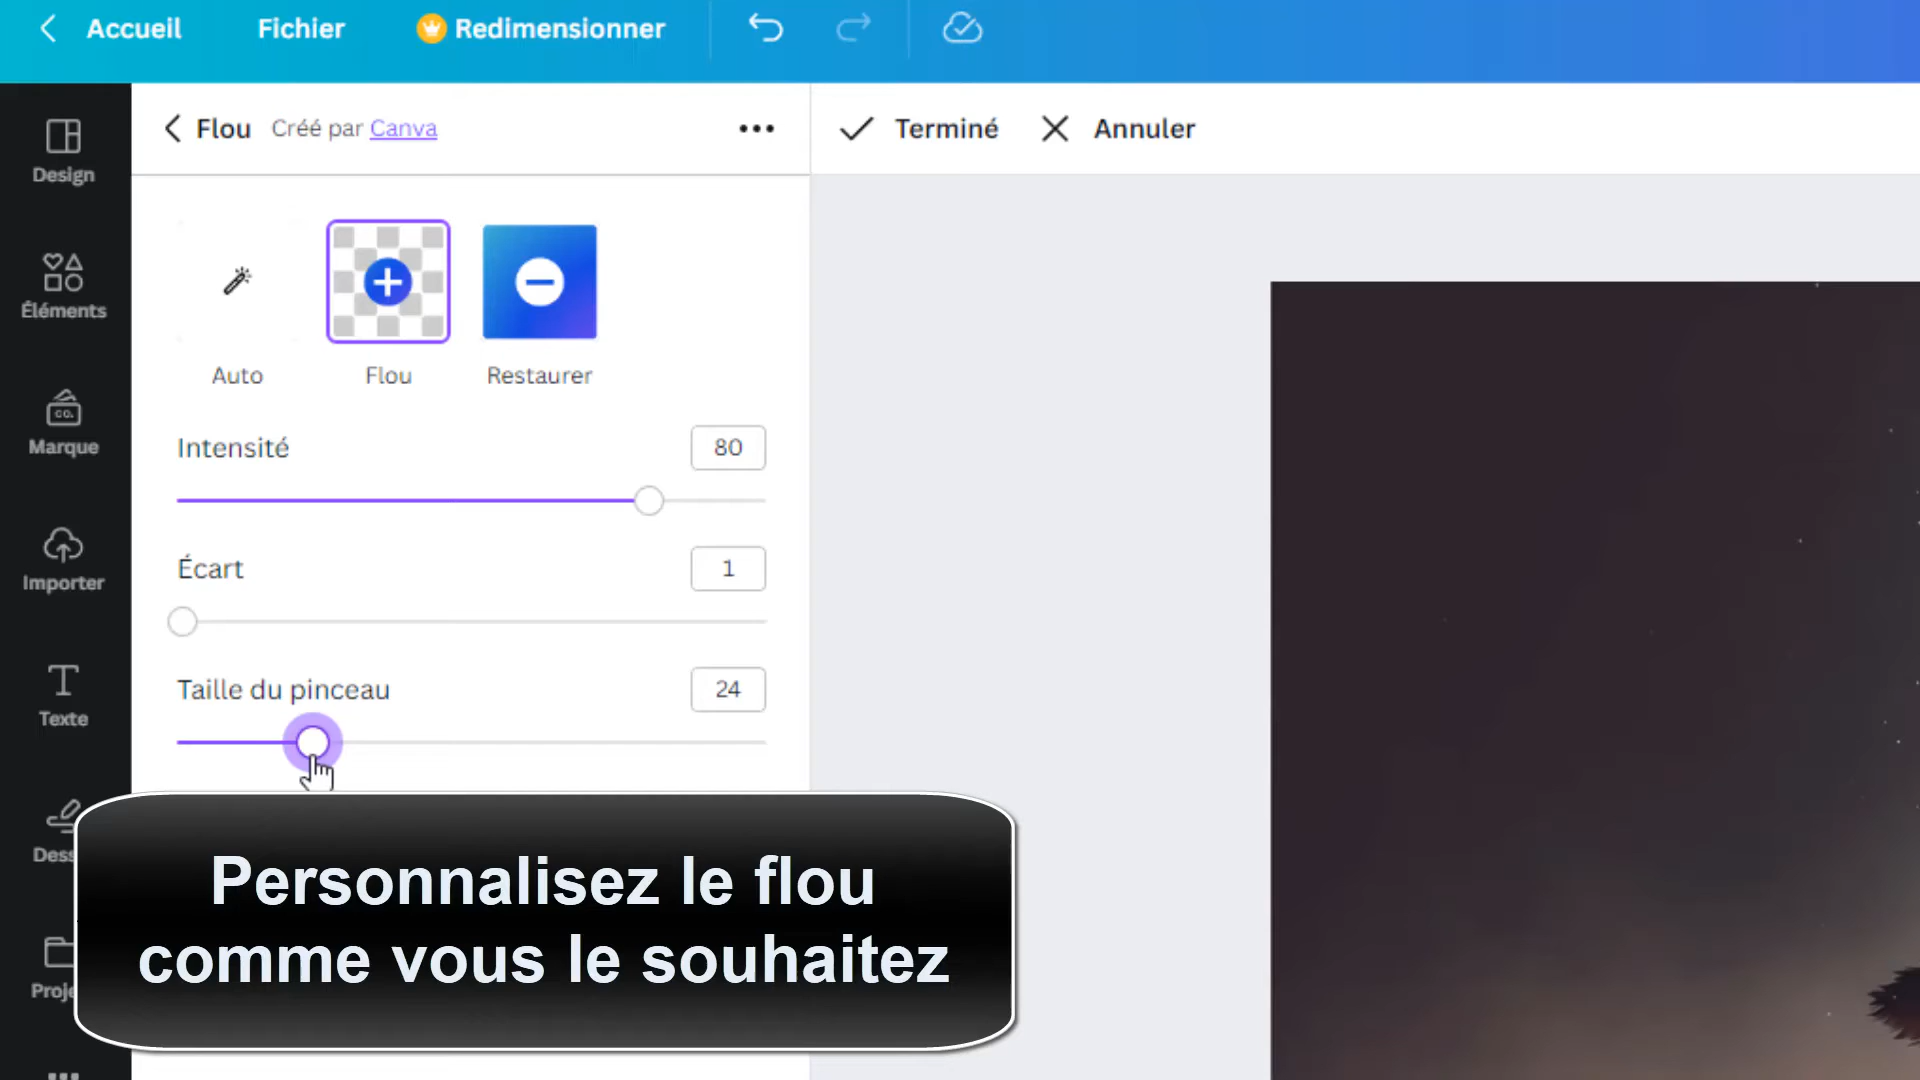 Accueil
Fichier
Redimensionner
Design
Éléments
Marque
CO.
Importer
Texte
Flou Créé par Canva
Terminé
Annuler
Auto
Flou
Restaurer
Intensité
80
Écart
1
Taille du pinceau
24
Personnalisez le flou
comme vous le souhaitez